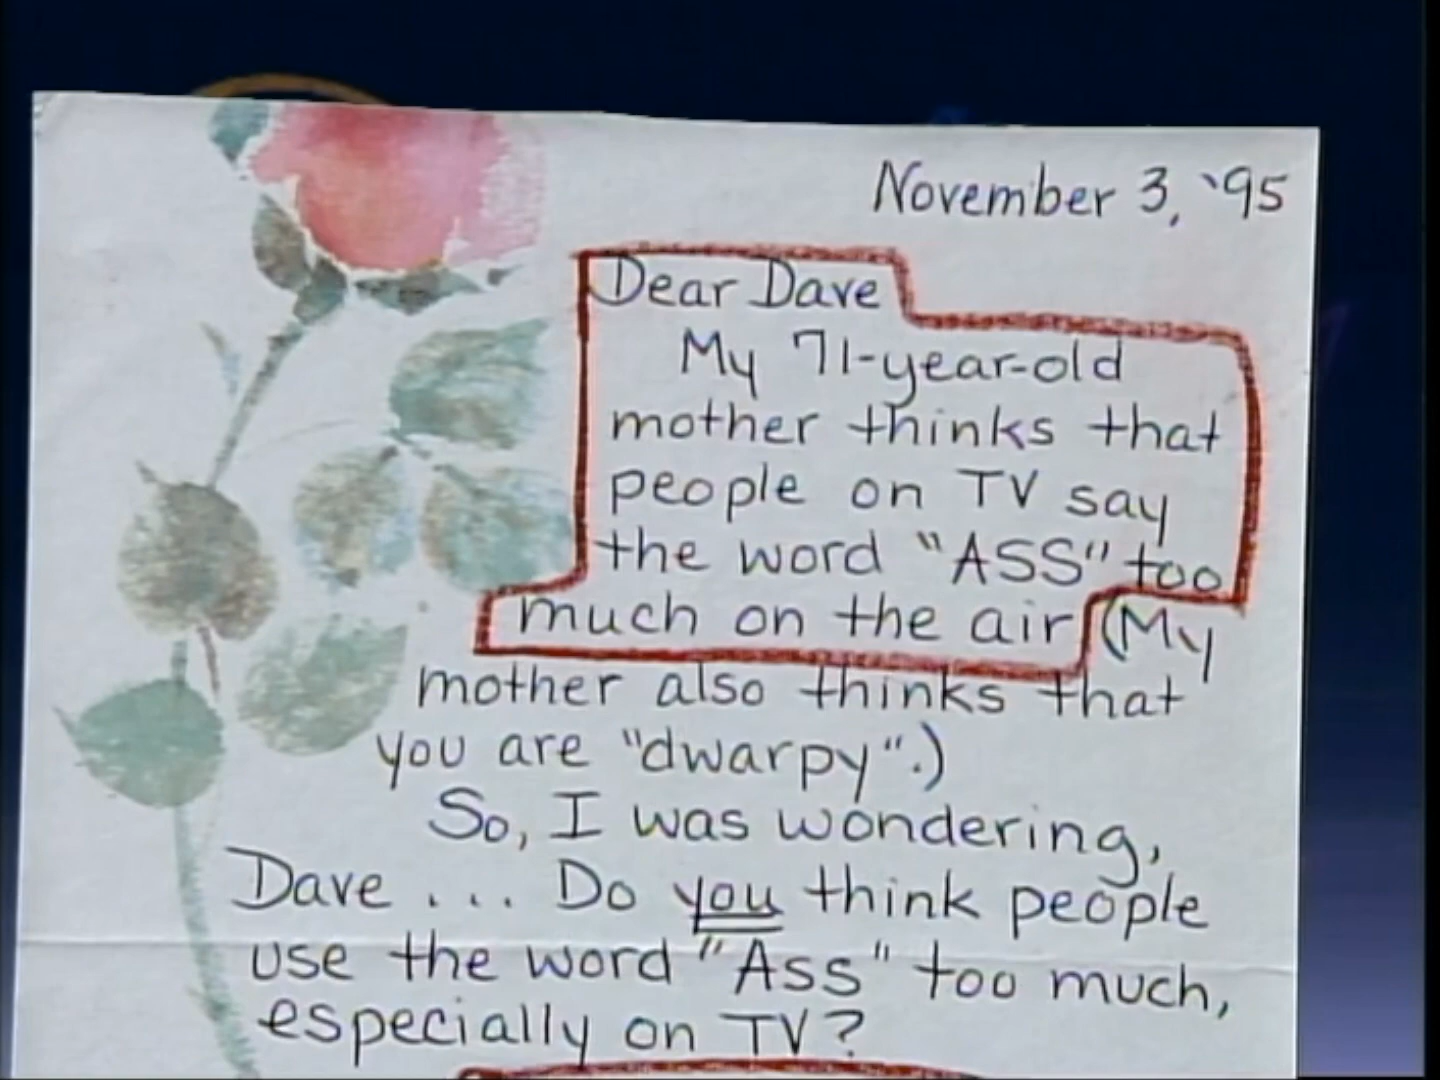 November 3, '95
Dear Dave
My 71-year-old
mother thinks that
people on TV say
the word "ASS" too
much on the air (My
mother also thinks that
you are "dwarpy".)
So, I was wondering,
Dave . . . Do you think people
use the word "Ass" too much,
especially on TV?